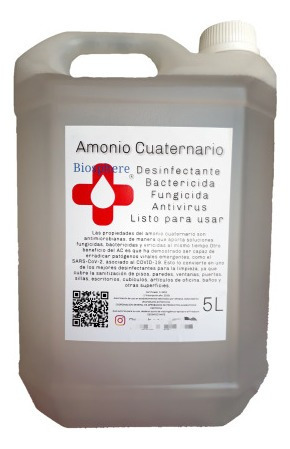 Amonio Cuaternario
Biosphere
Desinfectante
Bactericida
Fungicida
Antivirus
Listo para usar
Las propiedades del amonio cuaternario son
antimicrobianas, de manera que aporta soluciones
fungicidas, bactericidas y viricidas al mismo tiempo. Otro
beneficio del AC es que ha demostrado ser capaz de
erradicar patógenos virales emergentes, como el
SARS-CoV-2, asociado al COVID-19. Esto lo convierte en uno
de los mejores desinfectantes para la limpieza, ya que
cubre la sanitización de pisos, paredes, ventanas, puertas,
sillas, escritorios, cubículos, artículos de oficina, baños y
otras superficies.
5L